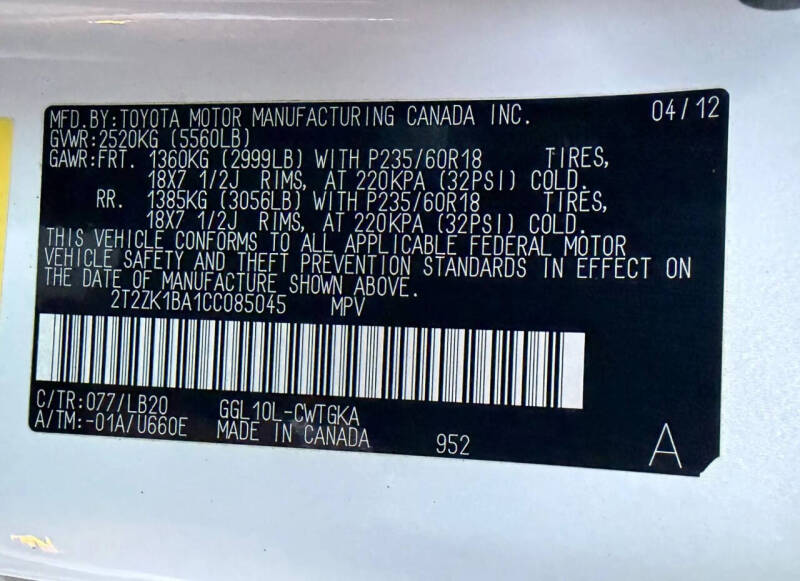 MFD.BY:TOYOTA MOTOR MANUFACTURING CANADA INC. 04/12
GVWR:2520KG (5560LB)
GAWR:FRT. 1360KG (2999LB) WITH P235/60R18 TIRES,
18X7 1/2J RIMS, AT 220KPA (32PSI) COLD.
RR. 1385KG (3056LB) WITH P235/60R18 TIRES,
18X7 1/2J RIMS, AT 220KPA (32PSI) COLD.
THIS VEHICLE CONFORMS TO ALL APPLICABLE FEDERAL MOTOR
VEHICLE SAFETY AND THEFT PREVENTION STANDARDS IN EFFECT ON
THE DATE OF MANUFACTURE SHOWN ABOVE.
2T2ZK1BA1CC085045 MPV
C/TR:077/LB20 GGL10L-CWTGKA
A/TM:-01A/U660E MADE IN CANADA 952 A